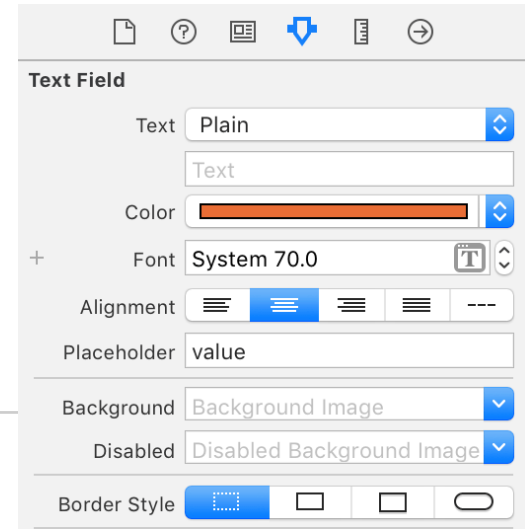 Text Field
Text Plain
Text
Color
+ Font System 70.0 T
Alignment ---
Placeholder value
Background Background Image
Disabled Disabled Background Image
Border Style